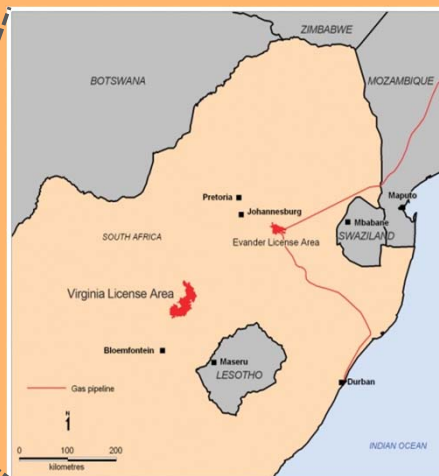 ZIMBABWE
BOTSWANA
MOZAMBIQUE
Pretoria
Johannesburg
Maputo
Mbabane
SWAZILAND
SOUTH AFRICA
Evander License Area
Virginia License Area
Bloemfontein
Maseru
LESOTHO
Gas pipeline
Durban
N
0 100 200
kilometres
INDIAN OCEAN